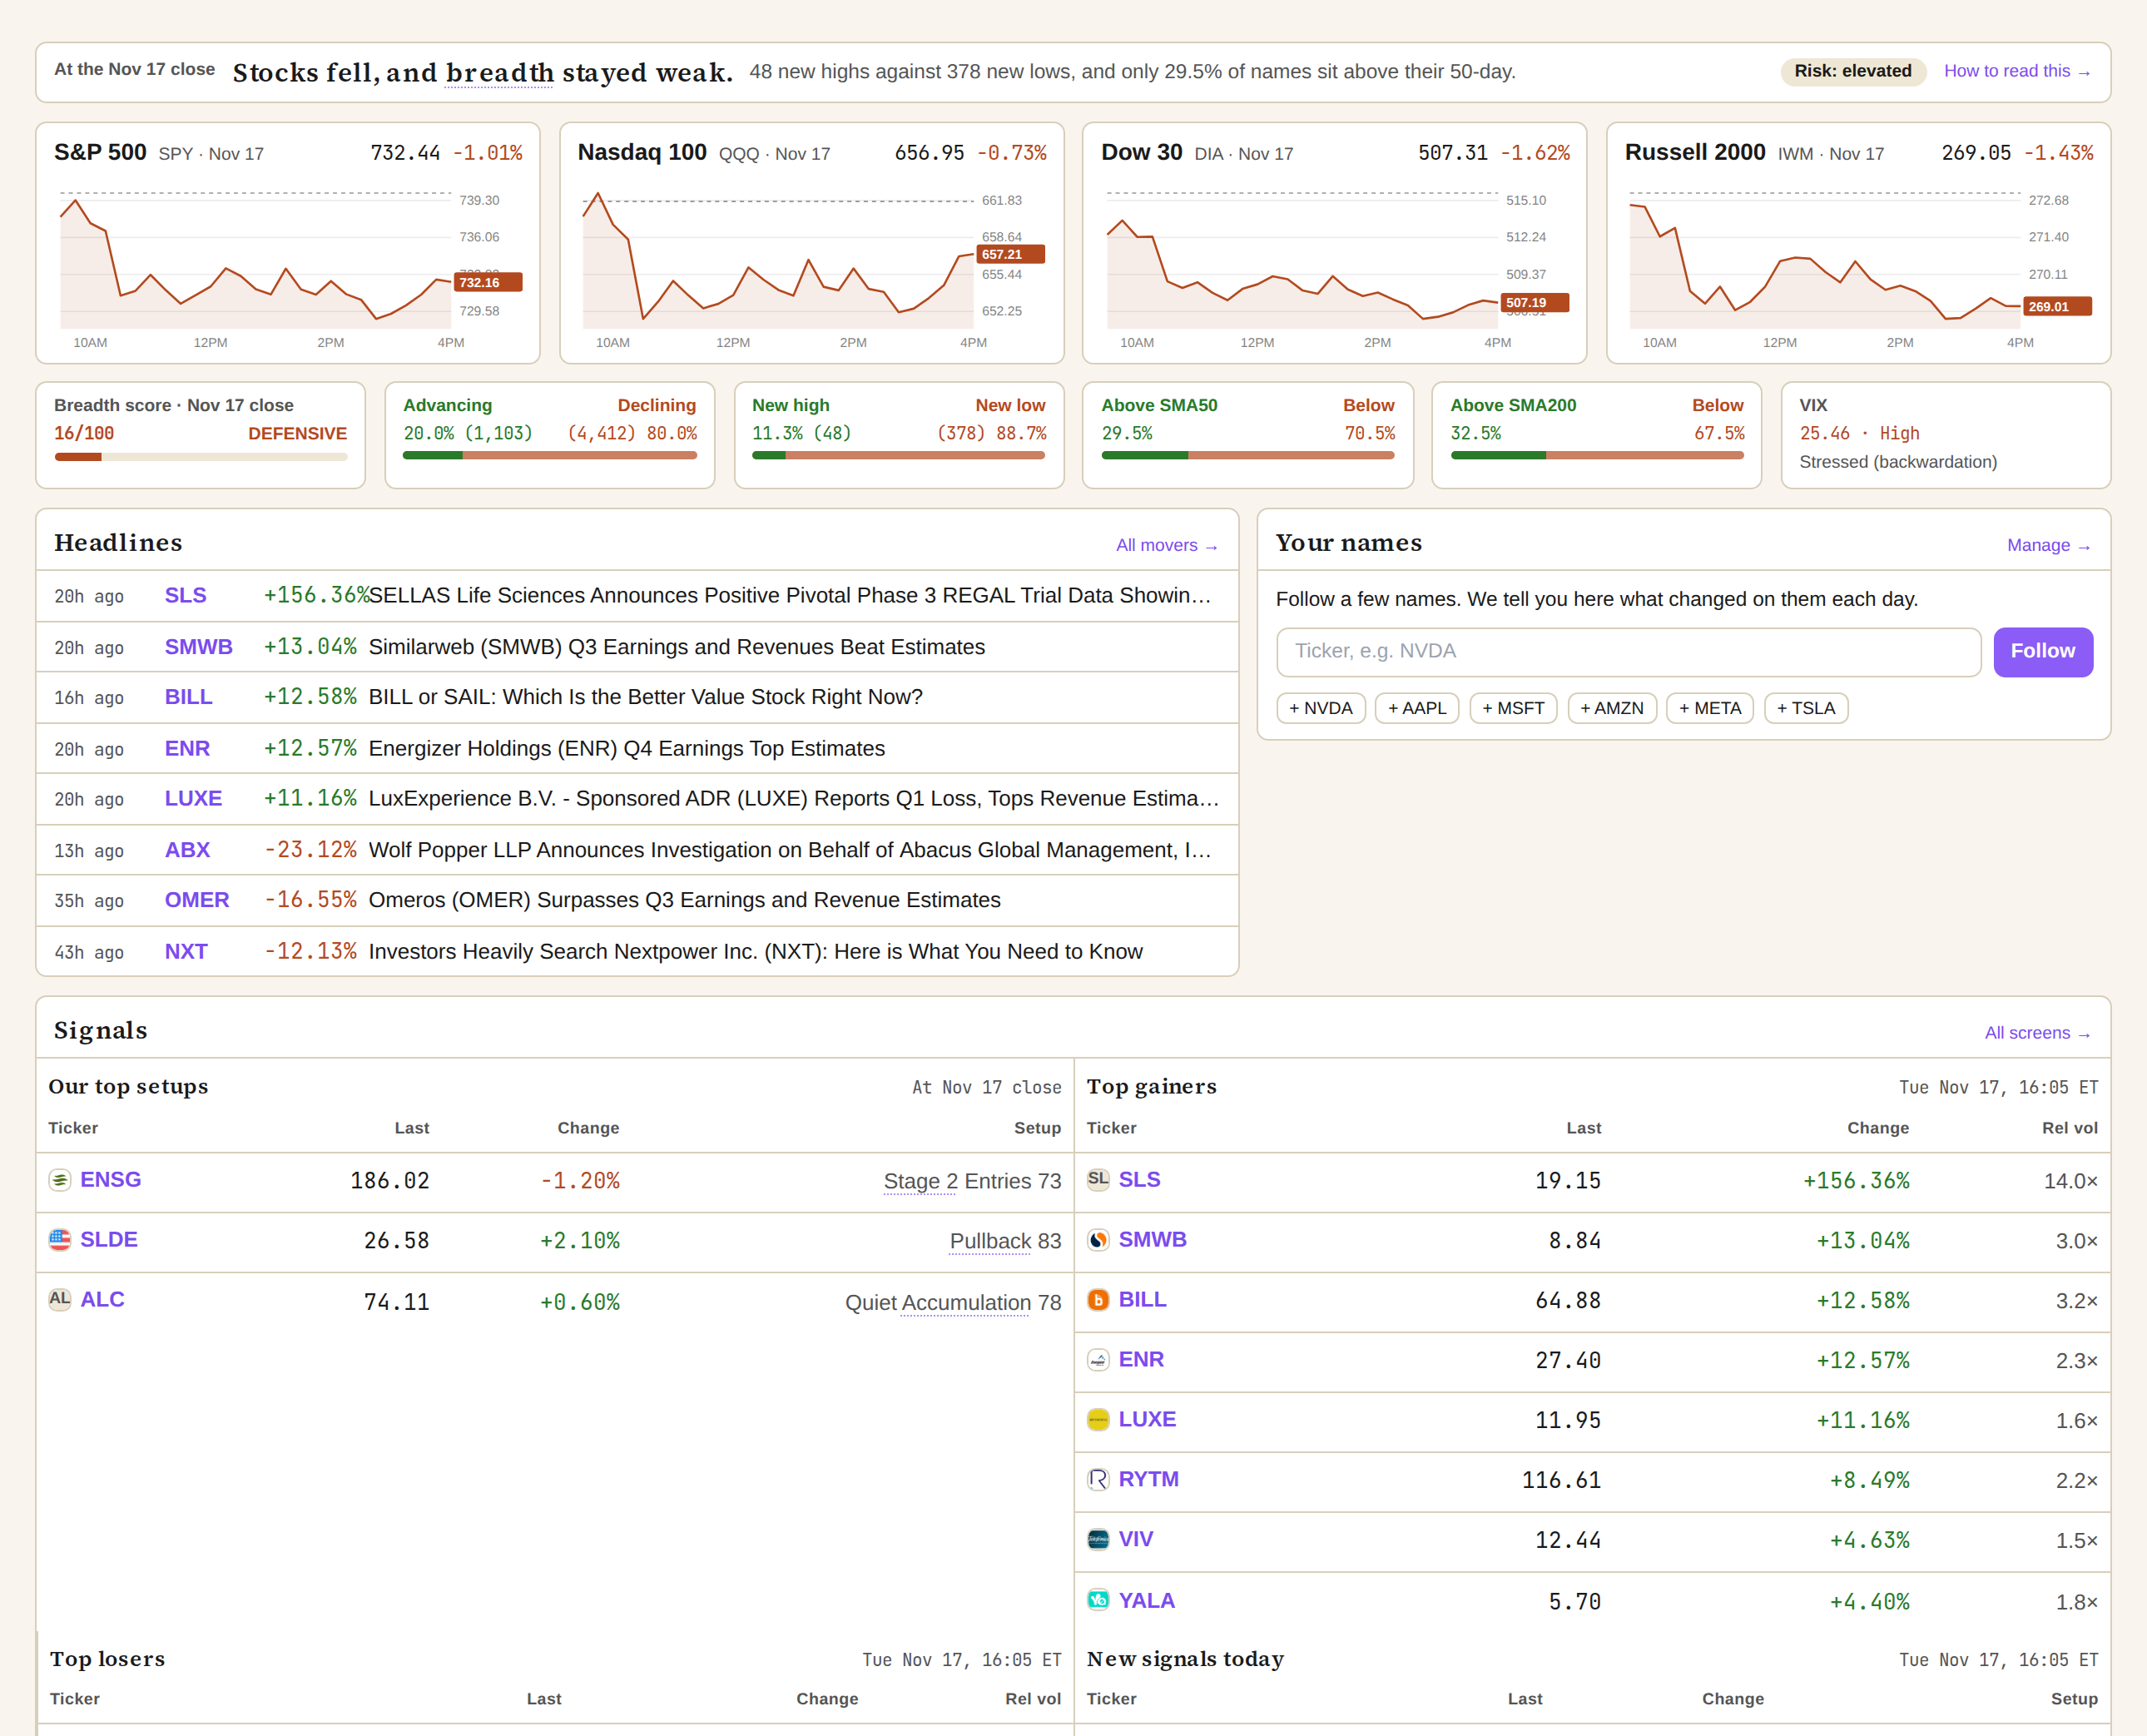 At the Nov 17 close Stocks fell, and breadth stayed weak. 48 new highs against 378 new lows, and only 29.5% of names sit above their 50-day. Risk: elevated How to read this →
S&P 500 SPY · Nov 17 732.44 -1.01%
739.30
736.06
732.16
729.58
10AM 12PM 2PM 4PM
Nasdaq 100 QQQ · Nov 17 656.95 -0.73%
661.83
658.64
657.21
655.44
652.25
10AM 12PM 2PM 4PM
Dow 30 DIA · Nov 17 507.31 -1.62%
515.10
512.24
509.37
507.19
10AM 12PM 2PM 4PM
Russell 2000 IWM · Nov 17 269.05 -1.43%
272.68
271.40
270.11
269.01
10AM 12PM 2PM 4PM
Breadth score · Nov 17 close
16/100 DEFENSIVE
Advancing Declining
20.0% (1,103) (4,412) 80.0%
New high New low
11.3% (48) (378) 88.7%
Above SMA50 Below
29.5% 70.5%
Above SMA200 Below
32.5% 67.5%
VIX
25.46 · High
Stressed (backwardation)
Headlines All movers →
20h ago SLS +156.36% SELLAS Life Sciences Announces Positive Pivotal Phase 3 REGAL Trial Data Showin…
20h ago SMWB +13.04% Similarweb (SMWB) Q3 Earnings and Revenues Beat Estimates
16h ago BILL +12.58% BILL or SAIL: Which Is the Better Value Stock Right Now?
20h ago ENR +12.57% Energizer Holdings (ENR) Q4 Earnings Top Estimates
20h ago LUXE +11.16% LuxExperience B.V. - Sponsored ADR (LUXE) Reports Q1 Loss, Tops Revenue Estima…
13h ago ABX -23.12% Wolf Popper LLP Announces Investigation on Behalf of Abacus Global Management, I…
35h ago OMER -16.55% Omeros (OMER) Surpasses Q3 Earnings and Revenue Estimates
43h ago NXT -12.13% Investors Heavily Search Nextpower Inc. (NXT): Here is What You Need to Know
Your names Manage →
Follow a few names. We tell you here what changed on them each day.
Ticker, e.g. NVDA Follow
+ NVDA + AAPL + MSFT + AMZN + META + TSLA
Signals All screens →
Our top setups At Nov 17 close
Ticker Last Change Setup
ENSG 186.02 -1.20% Stage 2 Entries 73
SLDE 26.58 +2.10% Pullback 83
AL ALC 74.11 +0.60% Quiet Accumulation 78
Top gainers Tue Nov 17, 16:05 ET
Ticker Last Change Rel vol
SL SLS 19.15 +156.36% 14.0×
SMWB 8.84 +13.04% 3.0×
b BILL 64.88 +12.58% 3.2×
ENR 27.40 +12.57% 2.3×
LUXE 11.95 +11.16% 1.6×
R RYTM 116.61 +8.49% 2.2×
VIV 12.44 +4.63% 1.5×
YALA 5.70 +4.40% 1.8×
Top losers Tue Nov 17, 16:05 ET
Ticker Last Change Rel vol
New signals today Tue Nov 17, 16:05 ET
Ticker Last Change Setup